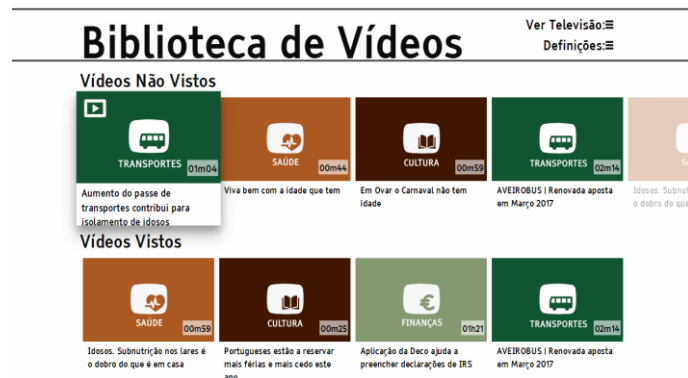 Biblioteca de Vídeos
Ver Televisão:≡
Definições:≡
Vídeos Não Vistos
TRANSPORTES 01m04
SAÚDE 00m44
CULTURA 00m59
TRANSPORTES 02m14
Aumento do passe de
transportes contribui para
isolamento de idosos
Viva bem com a idade que tem
Em Ovar o Carnaval não tem
idade
AVEIROBUS | Renovada aposta
em Março 2017
Idosos. Subnut
o dobro do que
Vídeos Vistos
SAÚDE 00m59
CULTURA 00m25
FINANÇAS 01h21
TRANSPORTES 02m14
Idosos. Subnutrição nos lares é
o dobro do que é em casa
Portugueses estão a reservar
mais férias e mais cedo este
ano
Aplicação da Deco ajuda a
preencher declarações de IRS
AVEIROBUS | Renovada aposta
em Março 2017